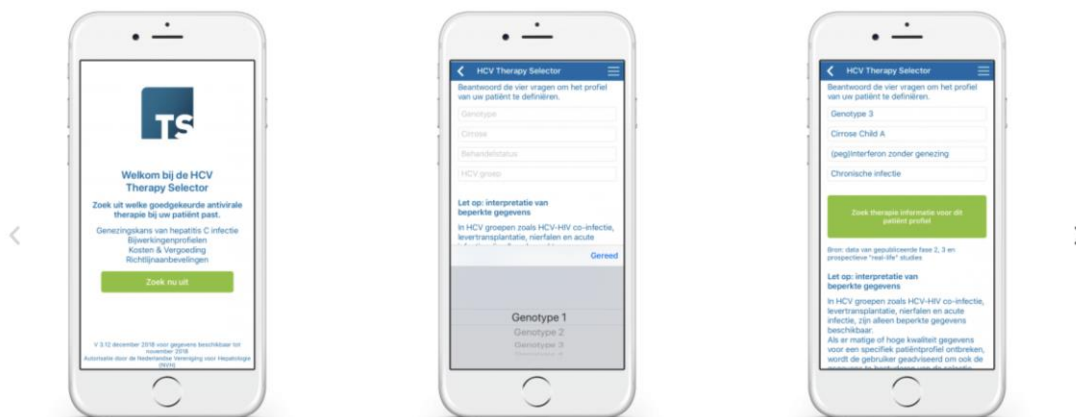 TS
Welkom bij de HCV
Therapy Selector
Zoek uit welke goedgekeurde antivirale
therapie bij uw patiënt past.
Genezingskans van hepatitis C infectie
Bijwerkingenprofielen
Kosten & Vergoeding
Richtlijnaanbevelingen
Zoek nu uit
V 3.12 december 2018 voor gegevens beschikbaar tot
november 2018
Autorisatie door de Nederlandse Vereniging voor Hepatologie
(NVH)
HCV Therapy Selector
Beantwoord de vier vragen om het profiel
van uw patiënt te definiëren.
Genotype
Cirrose
Behandelstatus
HCV groep
Let op: interpretatie van
beperkte gegevens
In HCV groepen zoals HCV-HIV co-infectie,
levertransplantatie, nierfalen en acute
Gereed
Genotype 1
Genotype 2
Genotype 3
HCV Therapy Selector
Beantwoord de vier vragen om het profiel
van uw patiënt te definiëren.
Genotype 3
Cirrose Child A
(peg)interferon zonder genezing
Chronische infectie
Zoek therapie informatie voor dit
patiënt profiel
Bron: data van gepubliceerde fase 2, 3 en
prospectieve "real-life" studies
Let op: interpretatie van
beperkte gegevens
In HCV groepen zoals HCV-HIV co-infectie,
levertransplantatie, nierfalen en acute
infectie, zijn alleen beperkte gegevens
beschikbaar.
Als er matige of hoge kwaliteit gegevens
voor een specifiek patiëntprofiel ontbreken,
wordt de gebruiker geadviseerd om ook de